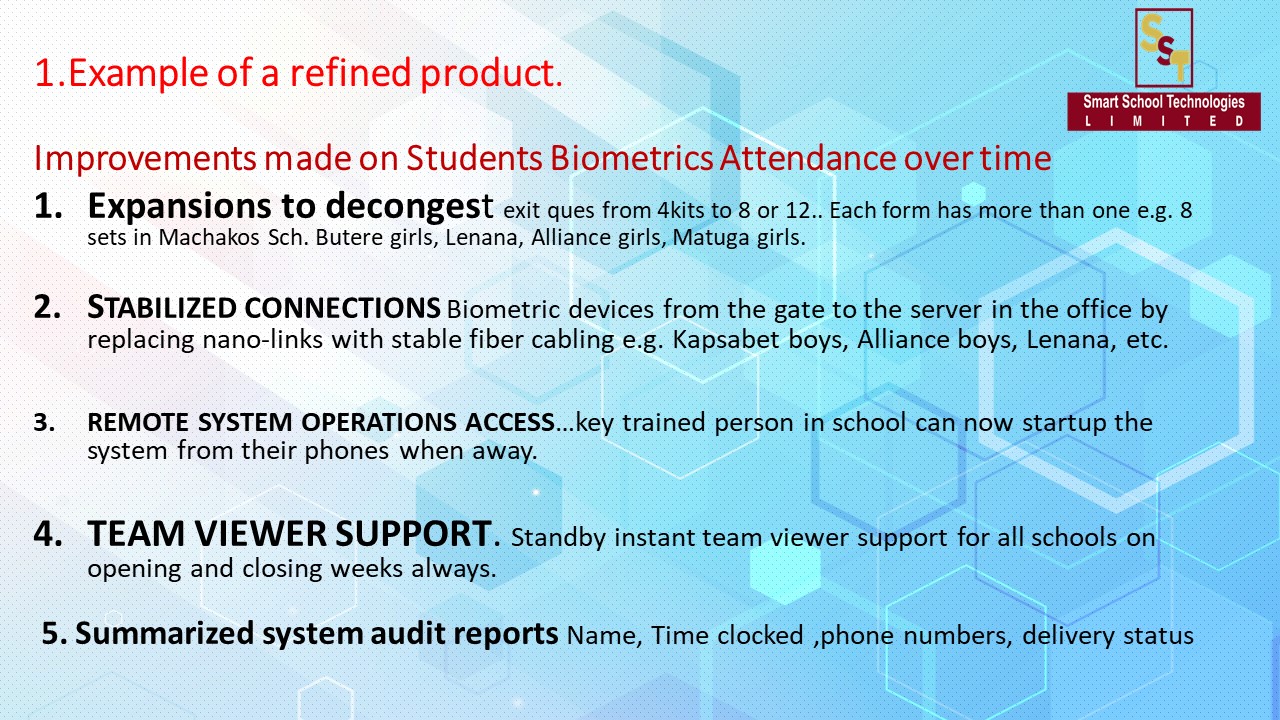 SST
Smart School Technologies
LIMITED
1.Example of a refined product.
Improvements made on Students Biometrics Attendance over time
1. Expansions to decongest exit ques from 4kits to 8 or 12.. Each form has more than one e.g. 8
sets in Machakos Sch. Butere girls, Lenana, Alliance girls, Matuga girls.
2. STABILIZED CONNECTIONS Biometric devices from the gate to the server in the office by
replacing nano-links with stable fiber cabling e.g. Kapsabet boys, Alliance boys, Lenana, etc.
3. REMOTE SYSTEM OPERATIONS ACCESS…key trained person in school can now startup the
system from their phones when away.
4. TEAM VIEWER SUPPORT. Standby instant team viewer support for all schools on
opening and closing weeks always.
5. Summarized system audit reports Name, Time clocked ,phone numbers, delivery status